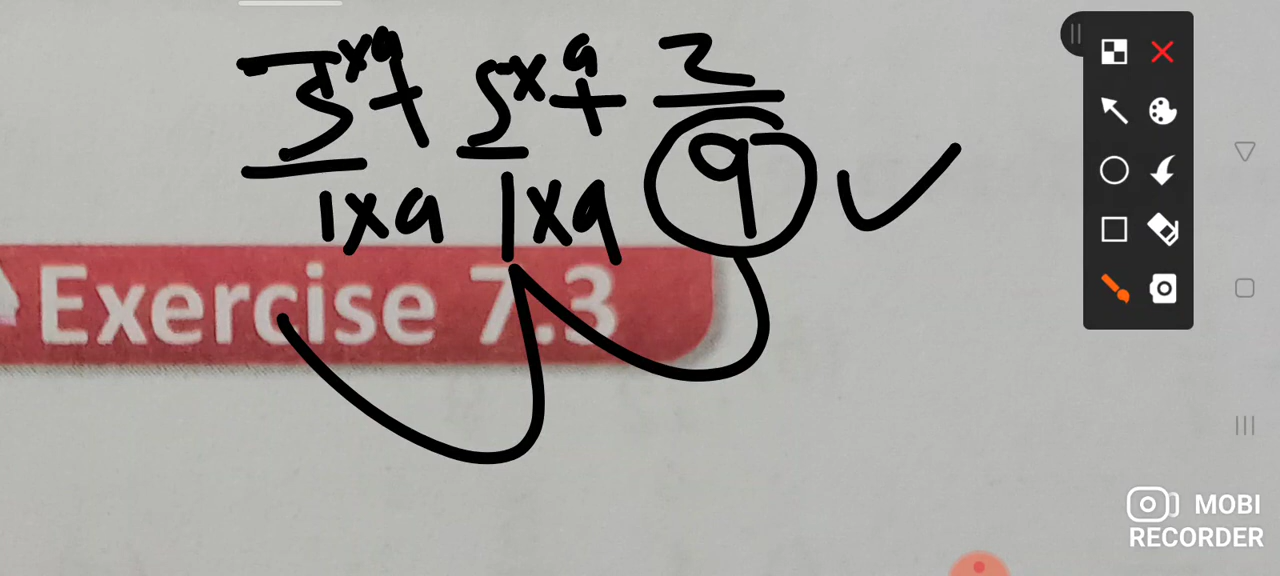 3×9 + 5×9 + 2
1×9 1×9 9
Exercise 7.3
MOBI
RECORDER